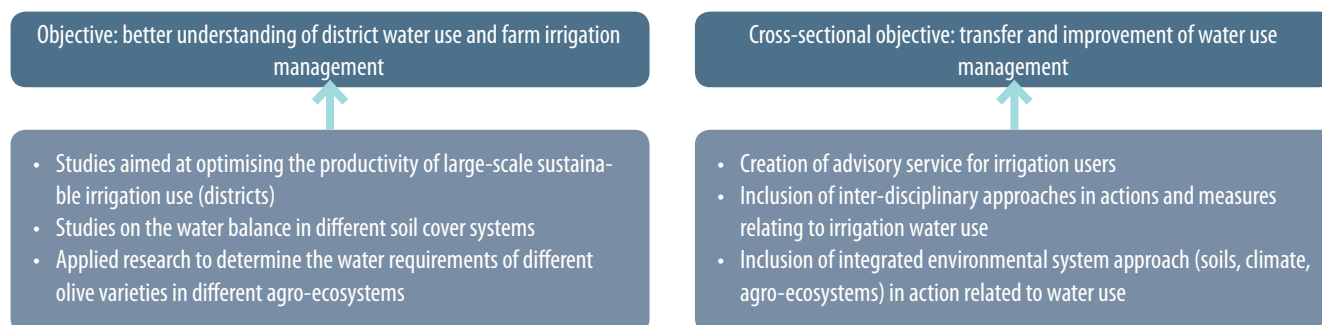 Objective: better understanding of district water use and farm irrigation
management
• Studies aimed at optimising the productivity of large-scale sustaina-
ble irrigation use (districts)
• Studies on the water balance in different soil cover systems
• Applied research to determine the water requirements of different
olive varieties in different agro-ecosystems
Cross-sectional objective: transfer and improvement of water use
management
• Creation of advisory service for irrigation users
• Inclusion of inter-disciplinary approaches in actions and measures
relating to irrigation water use
• Inclusion of integrated environmental system approach (soils, climate,
agro-ecosystems) in action related to water use